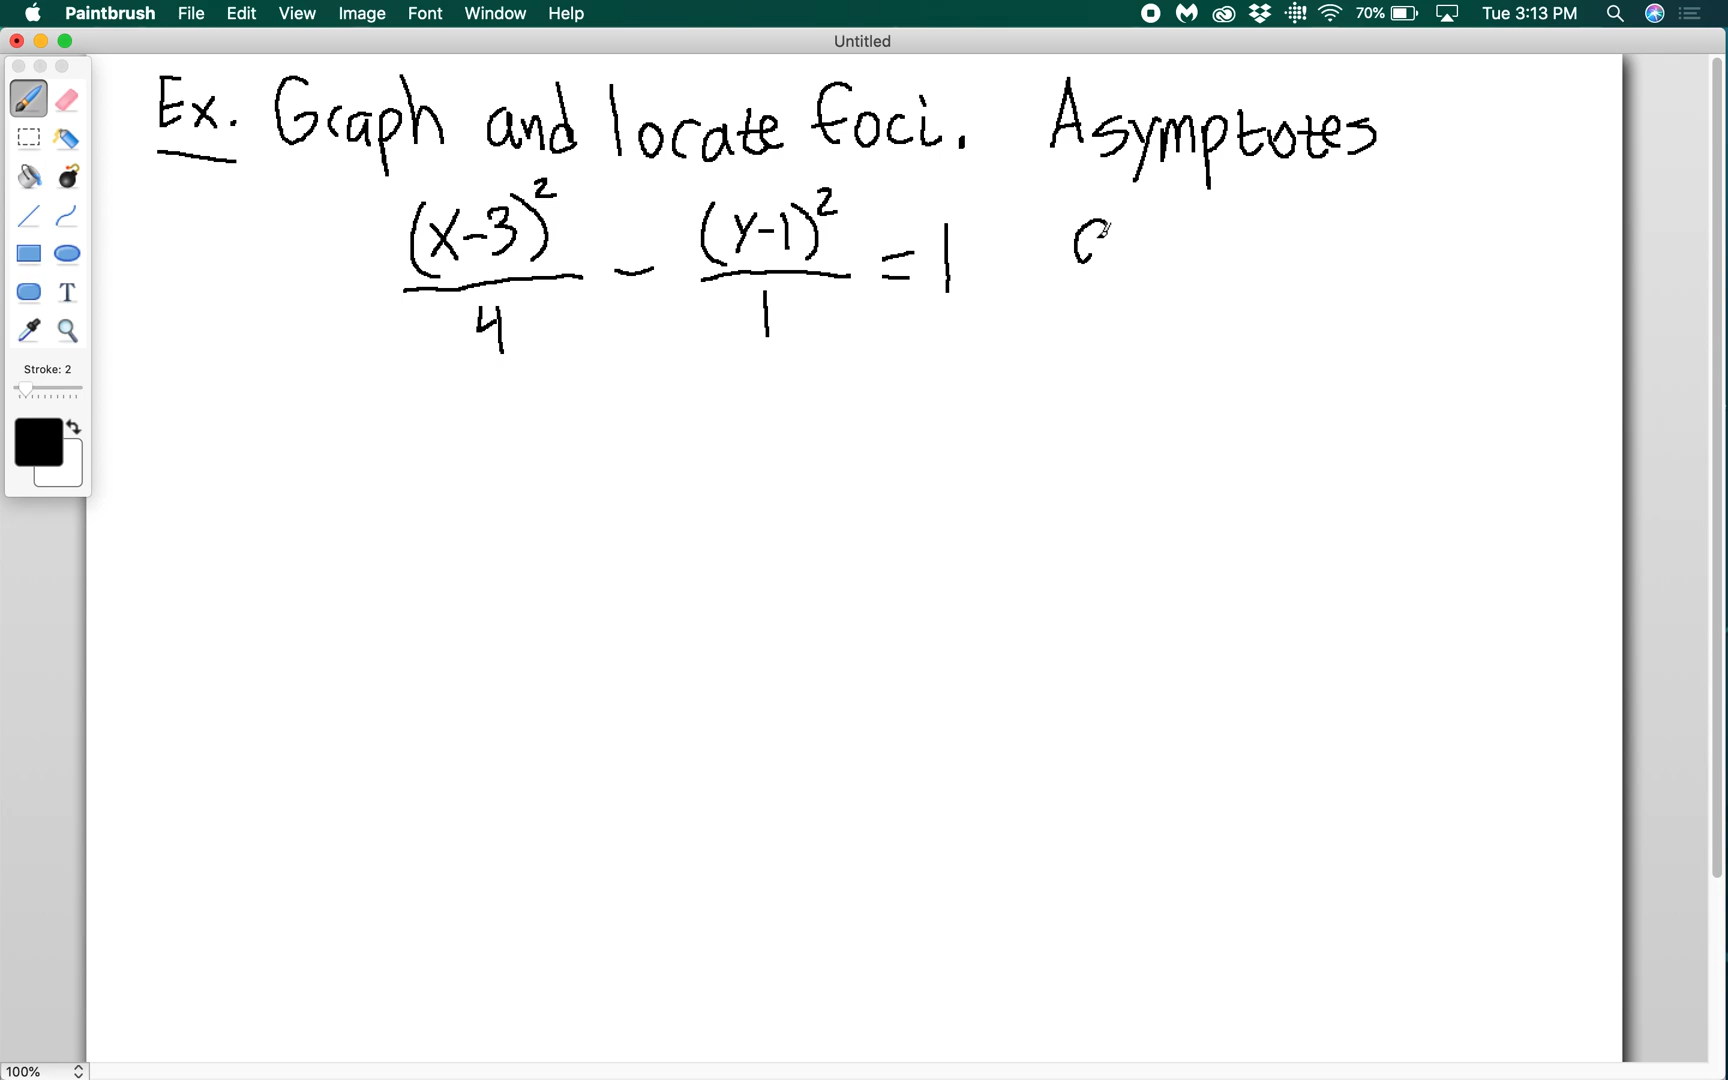 Paintbrush File Edit View Image Font Window Help 70% Tue 3:13 PM
Untitled
Ex. Graph and locate foci. Asymptotes
(x-3)² / 4 - (y-1)² / 1 = 1
T
Stroke: 2
100%